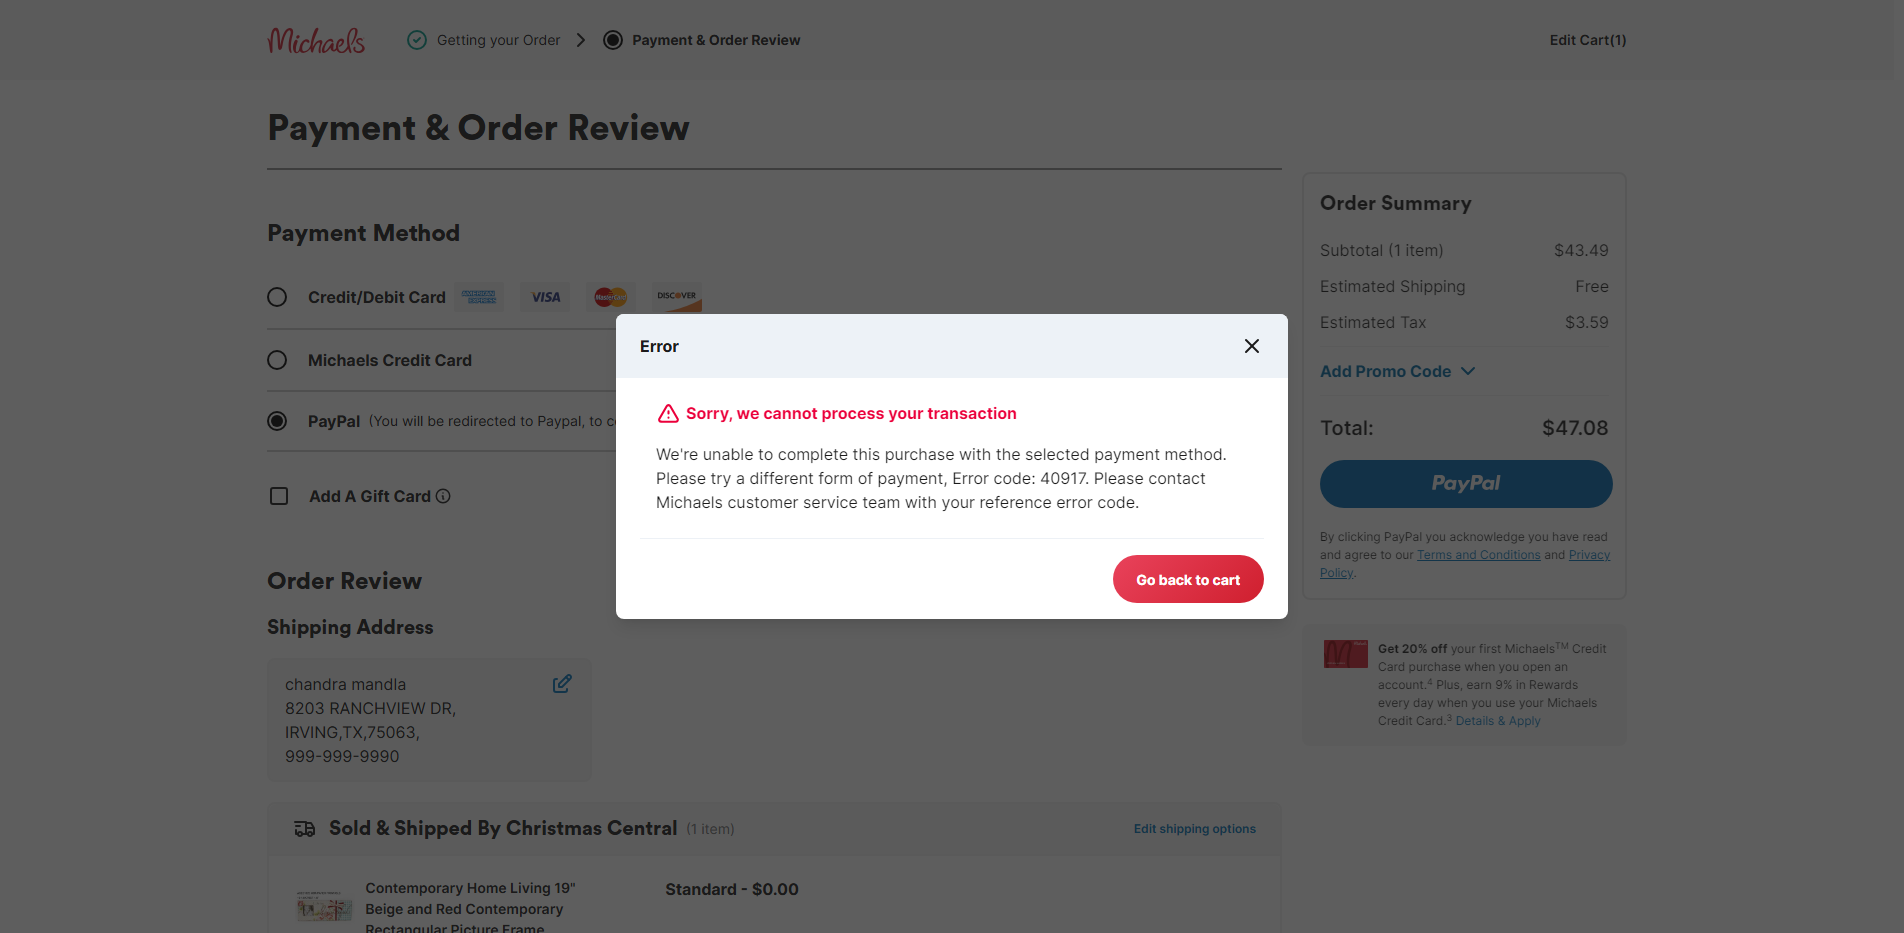 Michaels
Getting your Order
Payment & Order Review
Edit Cart(1)
Payment & Order Review
Payment Method
Credit/Debit Card
AMERICAN EXPRESS
VISA
MasterCard
DISCOVER
Michaels Credit Card
PayPal (You will be redirected to Paypal, to c
Add A Gift Card
Order Review
Shipping Address
chandra mandla
8203 RANCHVIEW DR,
IRVING,TX,75063,
999-999-9990
Sold & Shipped By Christmas Central (1 item)
Edit shipping options
Contemporary Home Living 19"
Beige and Red Contemporary
Rectangular Picture Frame
Standard - $0.00
Error
Sorry, we cannot process your transaction
We're unable to complete this purchase with the selected payment method.
Please try a different form of payment, Error code: 40917. Please contact
Michaels customer service team with your reference error code.
Go back to cart
Order Summary
Subtotal (1 item) $43.49
Estimated Shipping Free
Estimated Tax $3.59
Add Promo Code
Total: $47.08
PayPal
By clicking PayPal you acknowledge you have read
and agree to our Terms and Conditions and Privacy
Policy.
Get 20% off your first Michaels™ Credit
Card purchase when you open an
account.⁴ Plus, earn 9% in Rewards
every day when you use your Michaels
Credit Card.³ Details & Apply